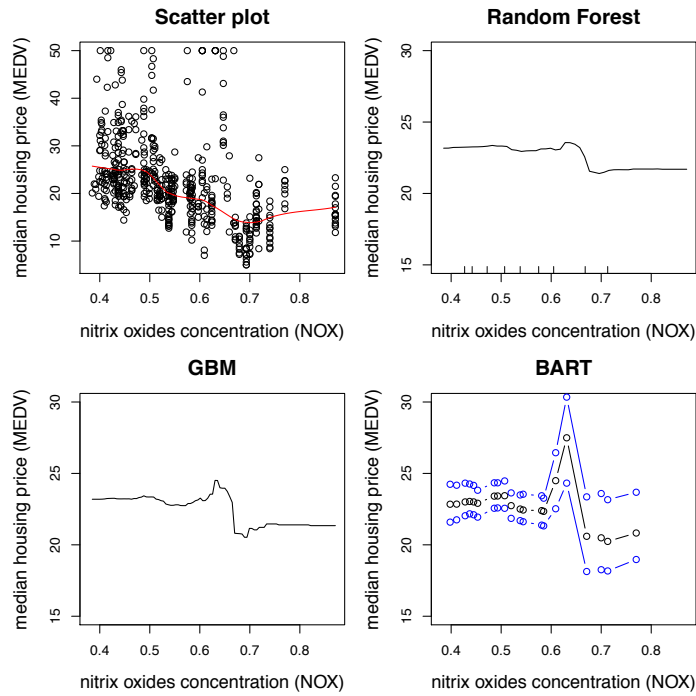 Scatter plot
median housing price (MEDV)
50
40
30
20
10
0.4 0.5 0.6 0.7 0.8
nitrix oxides concentration (NOX)
Random Forest
median housing price (MEDV)
30
25
20
15
0.4 0.5 0.6 0.7 0.8
nitrix oxides concentration (NOX)
GBM
median housing price (MEDV)
30
25
20
15
0.4 0.5 0.6 0.7 0.8
nitrix oxides concentration (NOX)
BART
median housing price (MEDV)
30
25
20
15
0.4 0.5 0.6 0.7 0.8
nitrix oxides concentration (NOX)